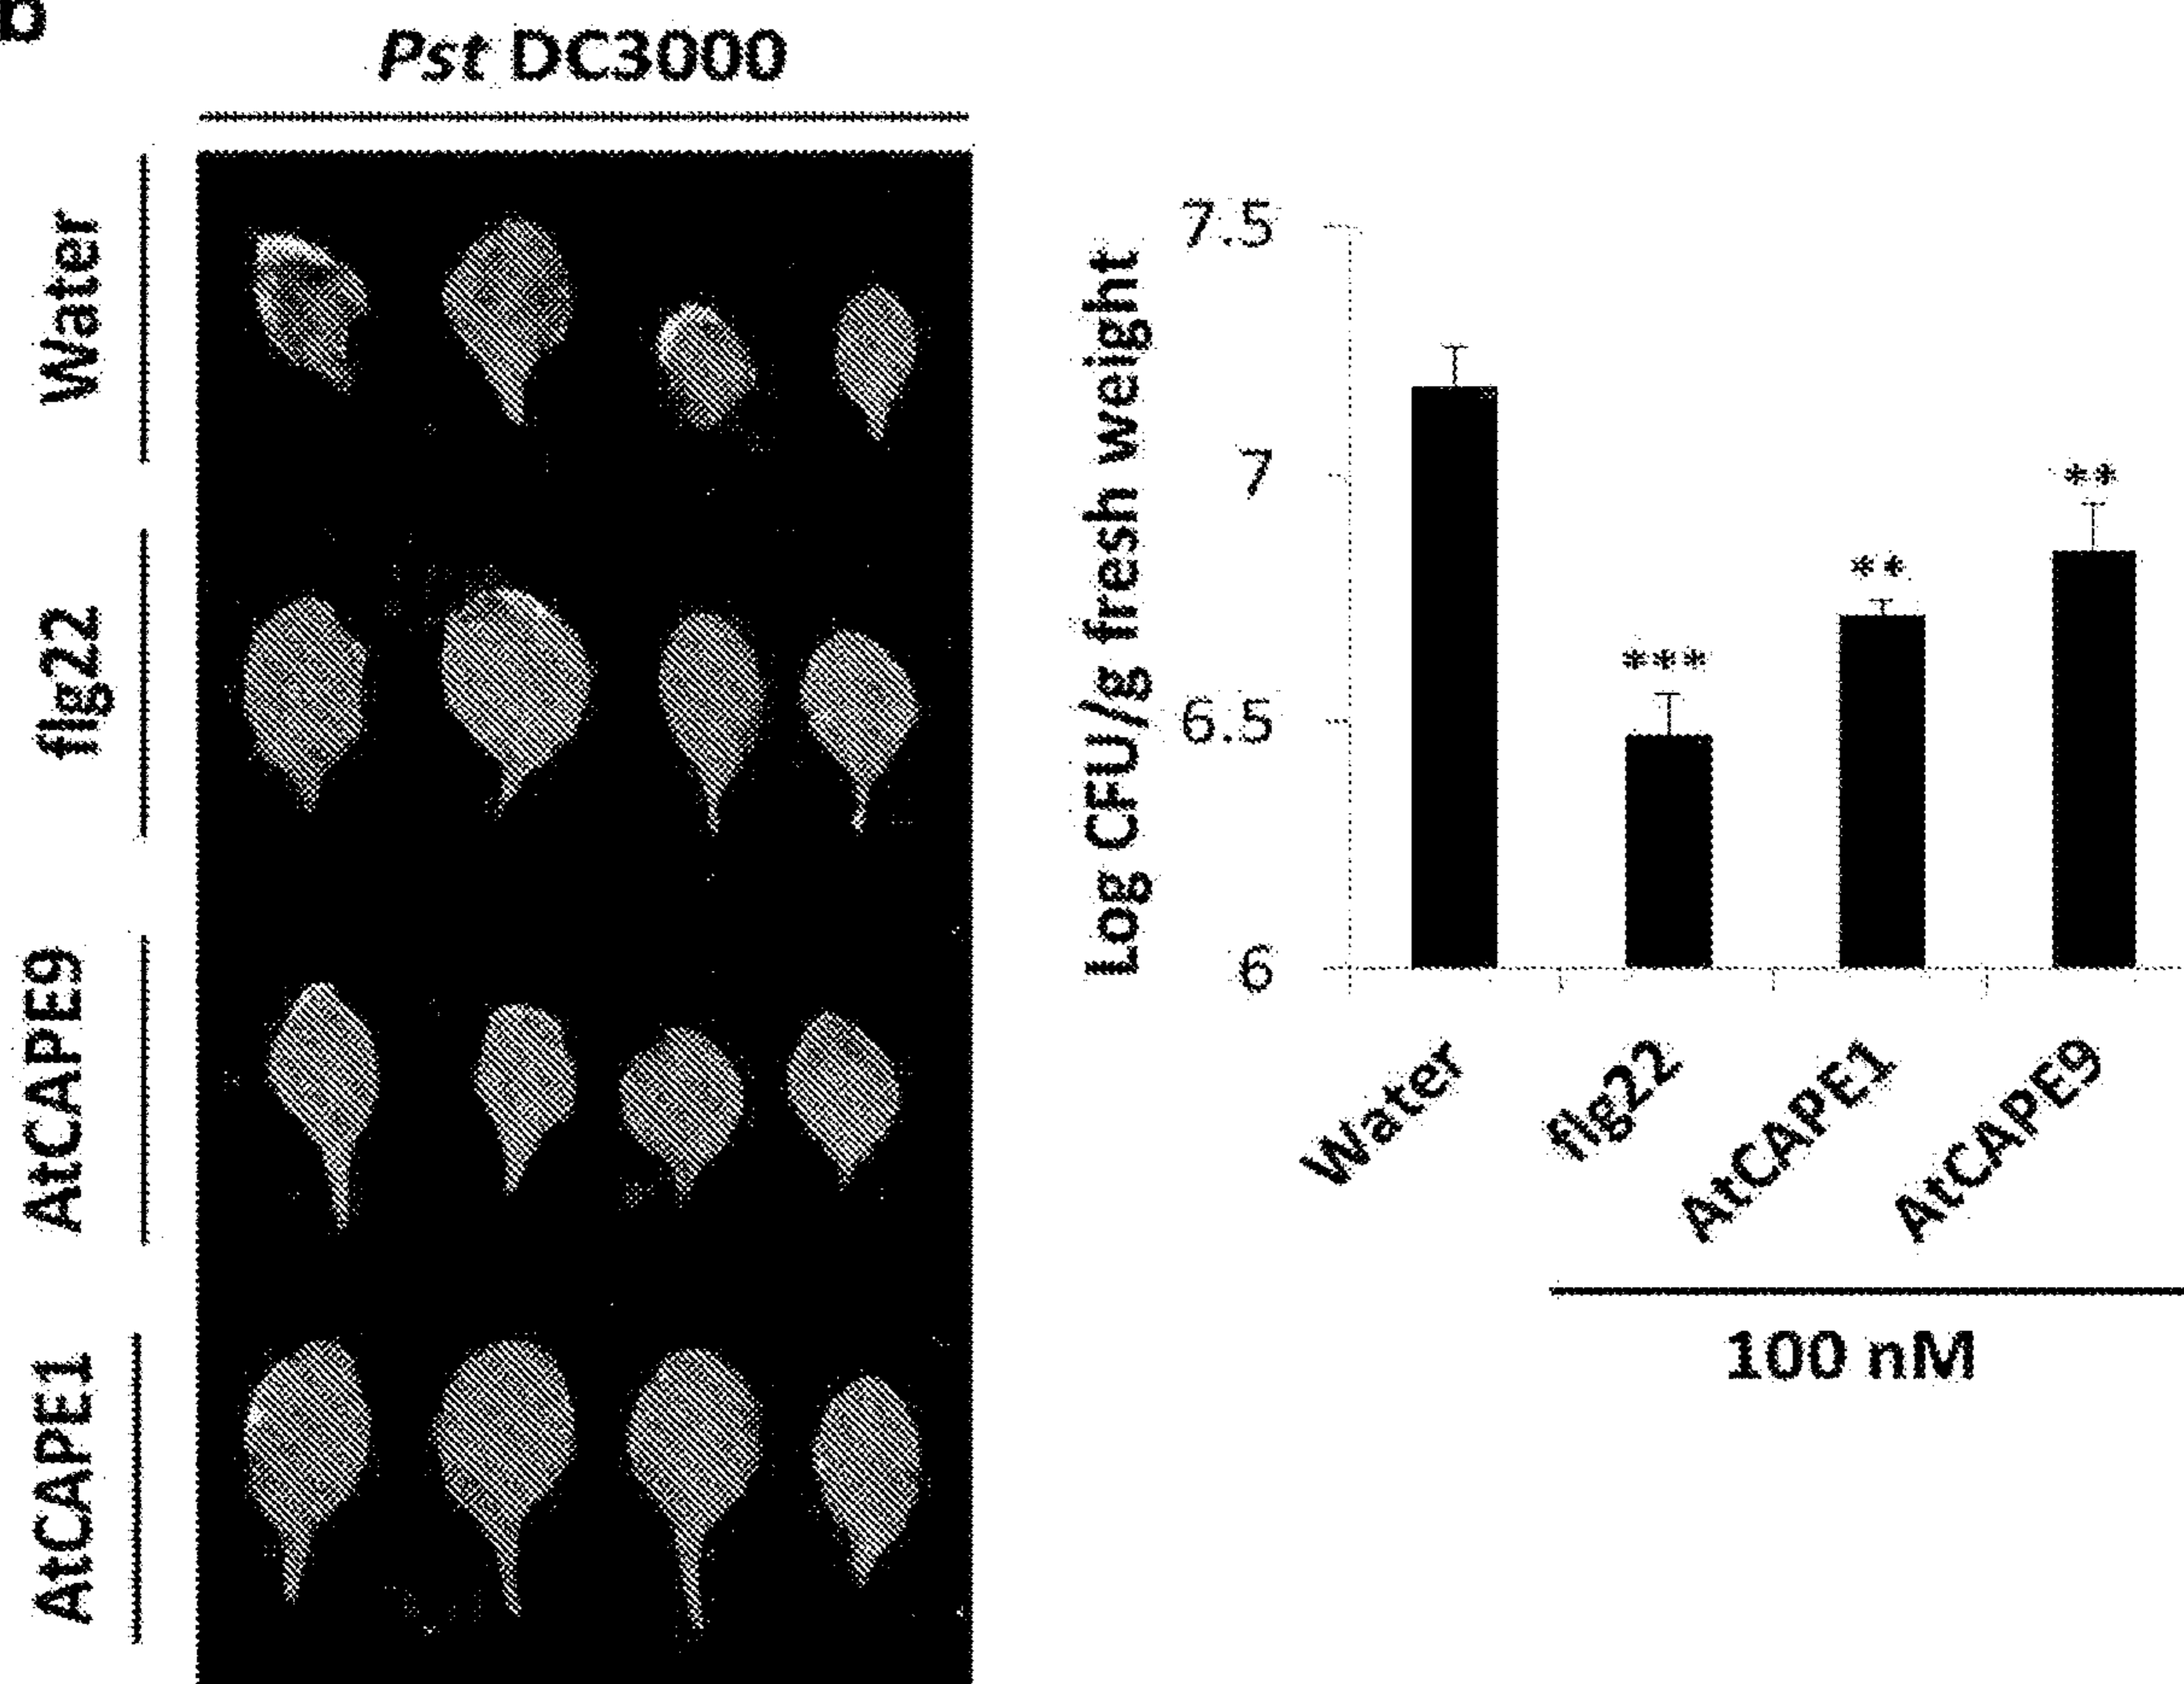 b
Pst DC3000
Water
flg22
AtCAPE9
AtCAPE1
Log CFU/g fresh weight
7.5
7
6.5
6
***
**
**
Water
flg22
AtCAPE1
AtCAPE9
100 nM